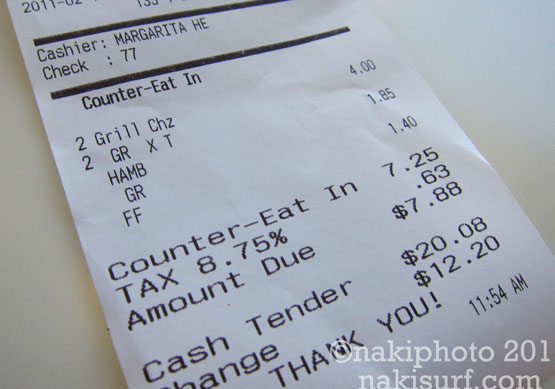 2011-02
Cashier: MARGARITA HE
Check : 77
Counter-Eat In
2 Grill Chz 4.00
2 GR X T
HAMB 1.85
GR
FF 1.40
Counter-Eat In 7.25
TAX 8.75% .63
Amount Due $7.88
Cash Tender $20.08
Change $12.20
THANK YOU! 11:54 AM
©nakiphoto 201
nakisurf.com